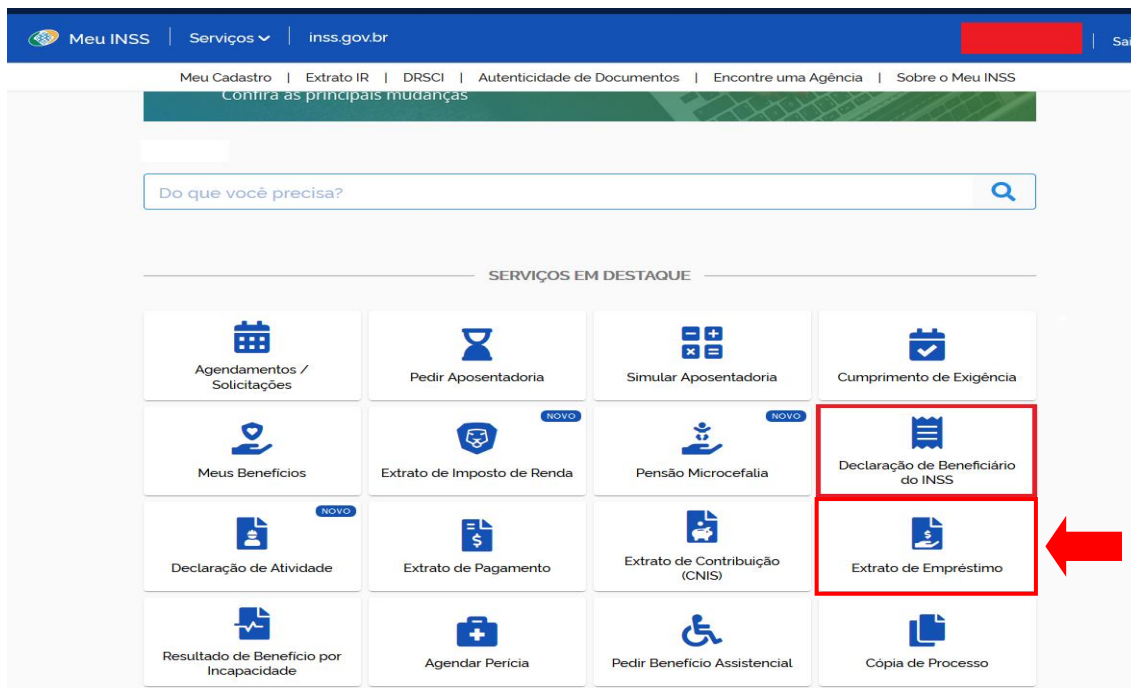 Meu INSS | Serviços | inss.gov.br | Sai
Meu Cadastro | Extrato IR | DRSCI | Autenticidade de Documentos | Encontre uma Agência | Sobre o Meu INSS
Confira as principais mudanças
Do que você precisa?
SERVIÇOS EM DESTAQUE
Agendamentos /
Solicitações
Pedir Aposentadoria
Simular Aposentadoria
Cumprimento de Exigência
Meus Benefícios
NOVO
Extrato de Imposto de Renda
NOVO
Pensão Microcefalia
Declaração de Beneficiário
do INSS
NOVO
Declaração de Atividade
Extrato de Pagamento
Extrato de Contribuição
(CNIS)
Extrato de Empréstimo
Resultado de Benefício por
Incapacidade
Agendar Perícia
Pedir Benefício Assistencial
Cópia de Processo